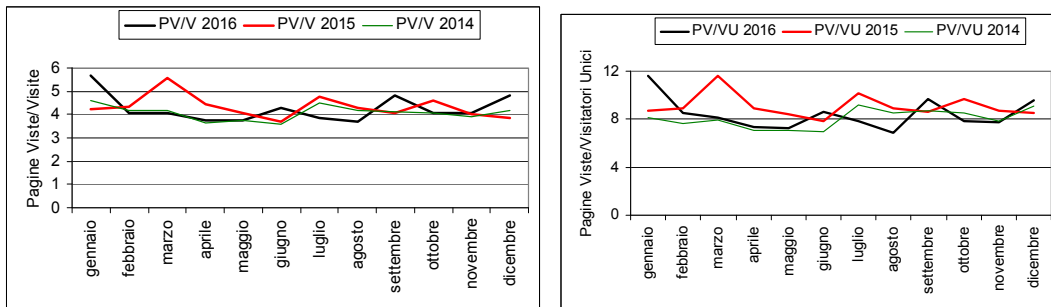 PV/V 2016 PV/V 2015 PV/V 2014
Pagine Viste/Visite
6
5
4
3
2
1
0
gennaio
febbraio
marzo
aprile
maggio
giugno
luglio
agosto
settembre
ottobre
novembre
dicembre
PV/VU 2016 PV/VU 2015 PV/VU 2014
Pagine Viste/Visitatori Unici
12
8
4
0
gennaio
febbraio
marzo
aprile
maggio
giugno
luglio
agosto
settembre
ottobre
novembre
dicembre